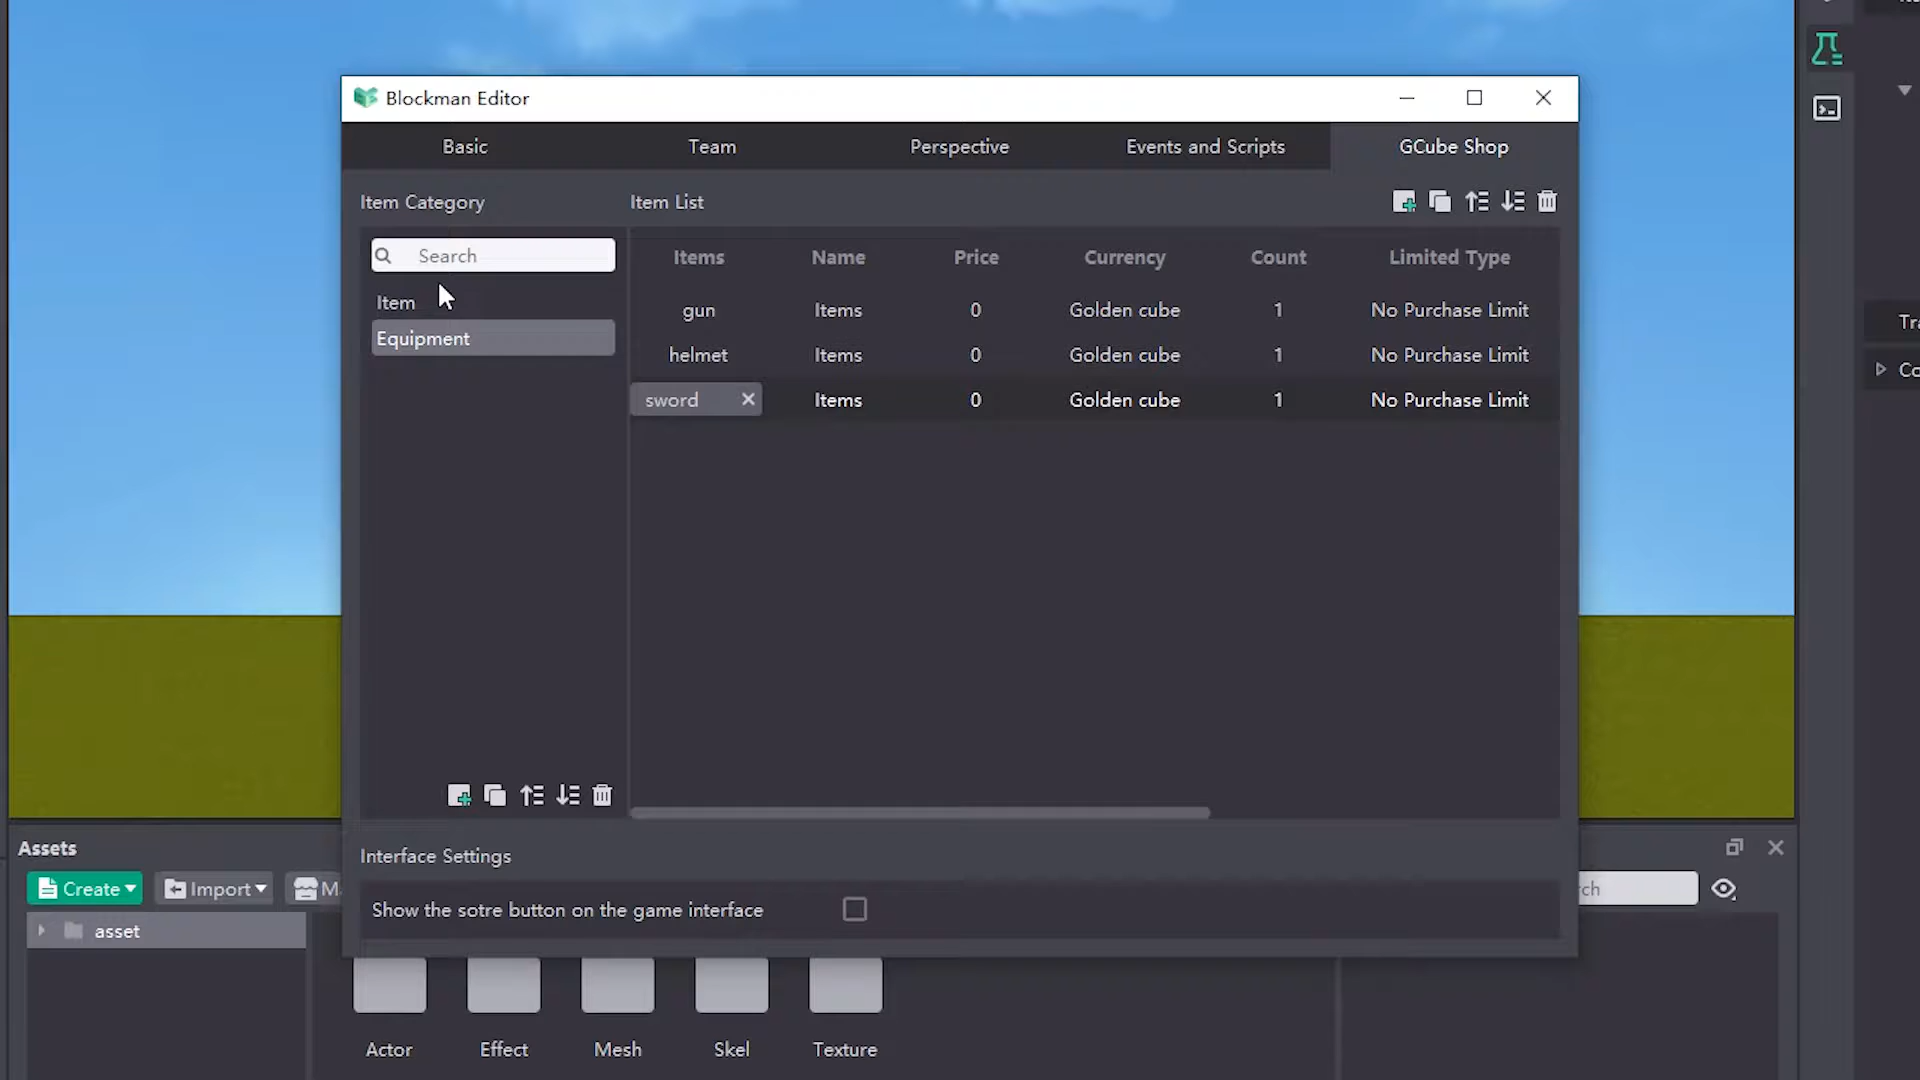 Blockman Editor
Basic Team Perspective Events and Scripts GCube Shop
Item Category Item List
Search
Items Name Price Currency Count Limited Type
Item
gun Items 0 Golden cube 1 No Purchase Limit
Equipment
helmet Items 0 Golden cube 1 No Purchase Limit
sword Items 0 Golden cube 1 No Purchase Limit
Interface Settings
Show the sotre button on the game interface
Assets
Create Import
asset
Actor Effect Mesh Skel Texture